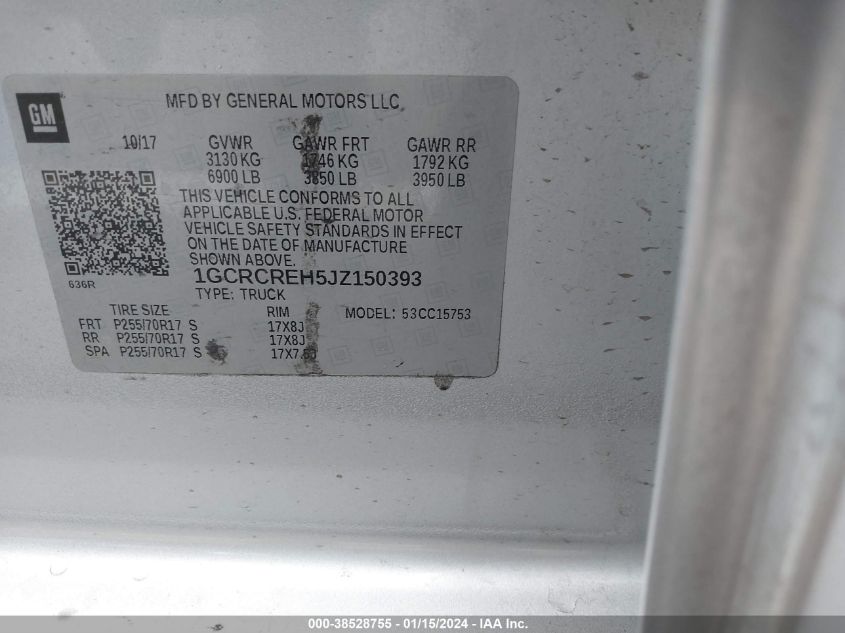 GM
MFD BY GENERAL MOTORS LLC
10/17 GVWR GAWR FRT GAWR RR
3130 KG 1746 KG 1792 KG
6900 LB 3850 LB 3950 LB
THIS VEHICLE CONFORMS TO ALL
APPLICABLE U.S. FEDERAL MOTOR
VEHICLE SAFETY STANDARDS IN EFFECT
ON THE DATE OF MANUFACTURE
SHOWN ABOVE.
636R
1GCRCREH5JZ150393
TYPE: TRUCK
TIRE SIZE RIM MODEL: 53CC15753
FRT P255/70R17 S 17X8J
RR P255/70R17 S 17X8J
SPA P255/70R17 S 17X7.5J
000-38528755 - 01/15/2024 - IAA Inc.